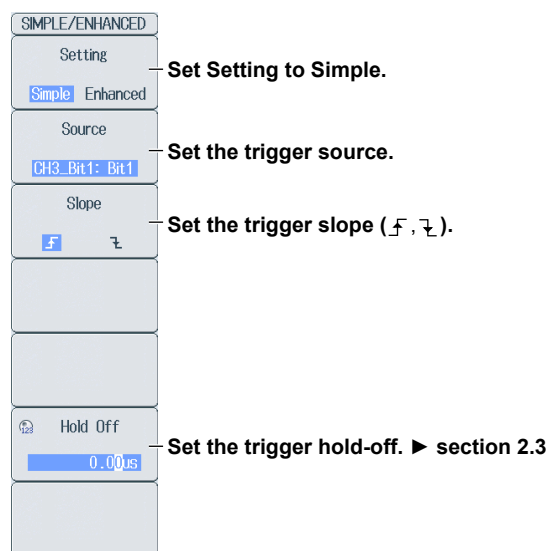 SIMPLE/ENHANCED
Setting
Simple Enhanced
Set Setting to Simple.
Source
CH3_Bit1: Bit1
Set the trigger source.
Slope
Set the trigger slope ( , ).
123 Hold Off
0.00us
Set the trigger hold-off. ► section 2.3